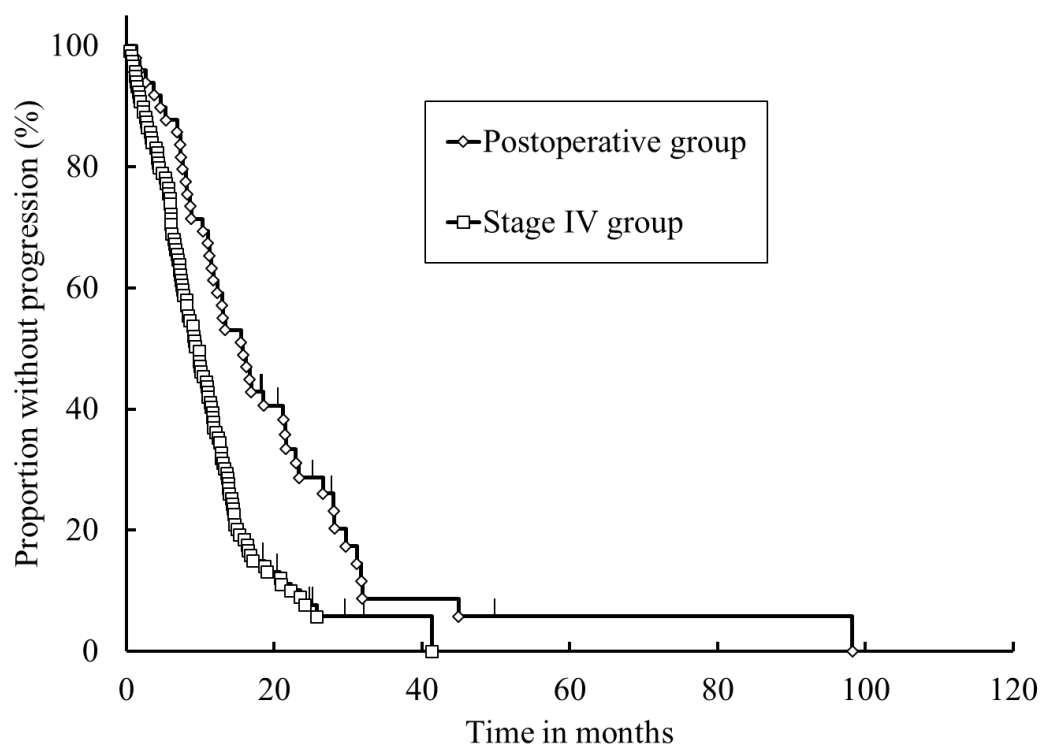 Proportion without progression (%)
100
80
60
40
20
0
Postoperative group
Stage IV group
0 20 40 60 80 100 120
Time in months